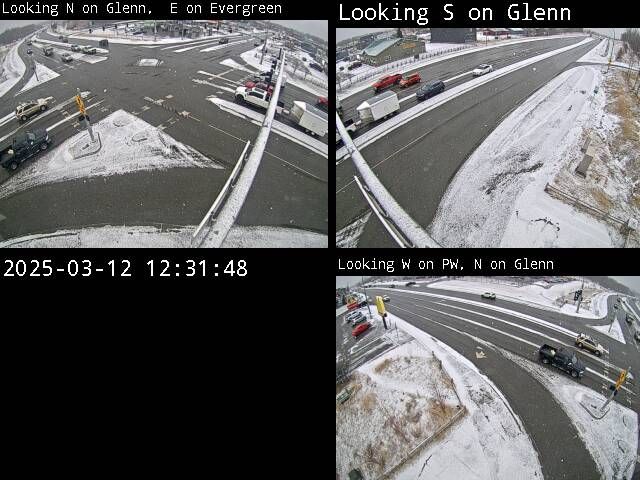 Looking N on Glenn,  E on Evergreen
Looking S on Glenn
2025-03-12 12:31:48
Looking W on PW, N on Glenn